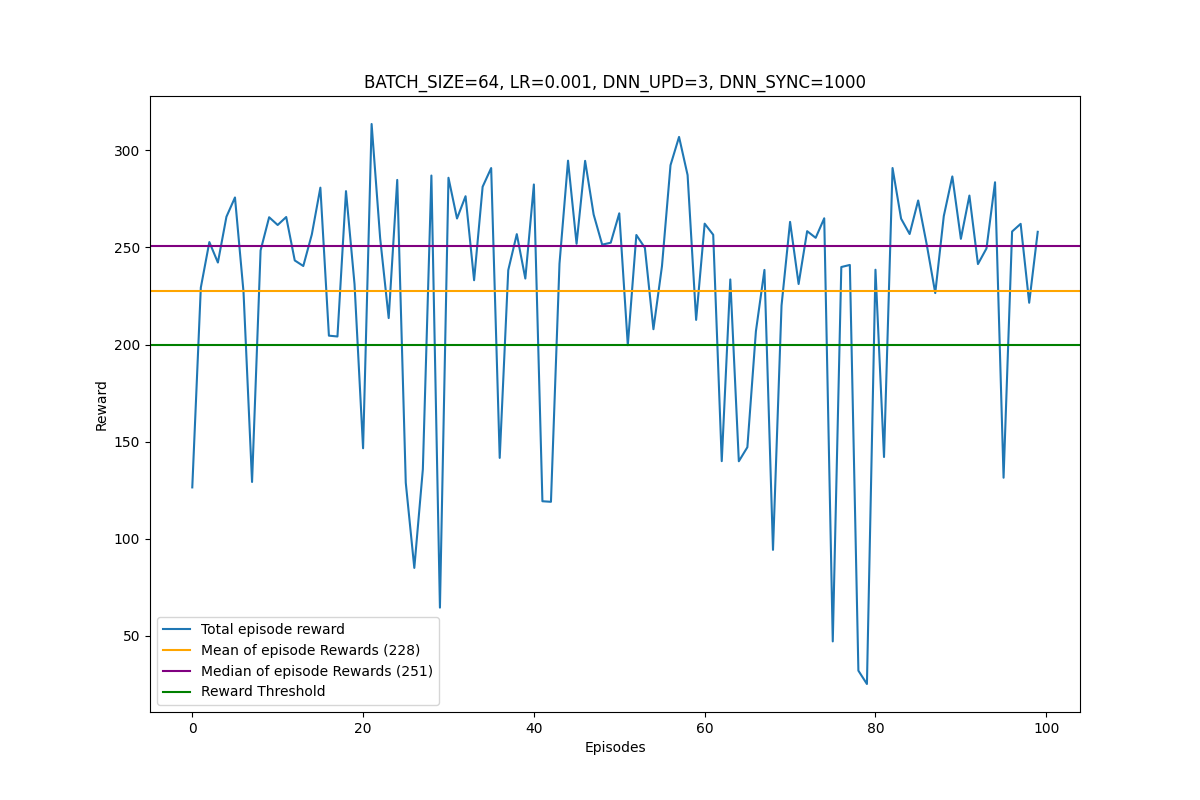 BATCH_SIZE=64, LR=0.001, DNN_UPD=3, DNN_SYNC=1000
300
250
200
150
100
50
Reward
Total episode reward
Mean of episode Rewards (228)
Median of episode Rewards (251)
Reward Threshold
0 20 40 60 80 100
Episodes